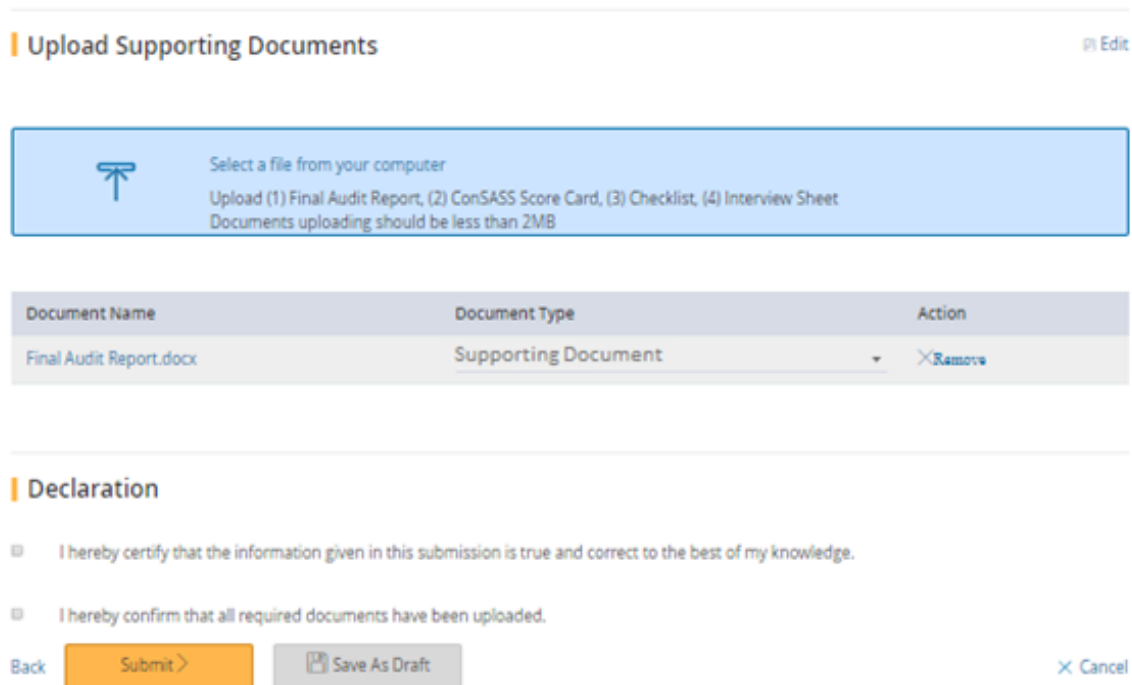 Upload Supporting Documents
Edit
Select a file from your computer
Upload (1) Final Audit Report, (2) ConSASS Score Card, (3) Checklist, (4) Interview Sheet
Documents uploading should be less than 2MB
Document Name Document Type Action
Final Audit Report.docx Supporting Document Remove
Declaration
I hereby certify that the information given in this submission is true and correct to the best of my knowledge.
I hereby confirm that all required documents have been uploaded.
Back Submit Save As Draft Cancel